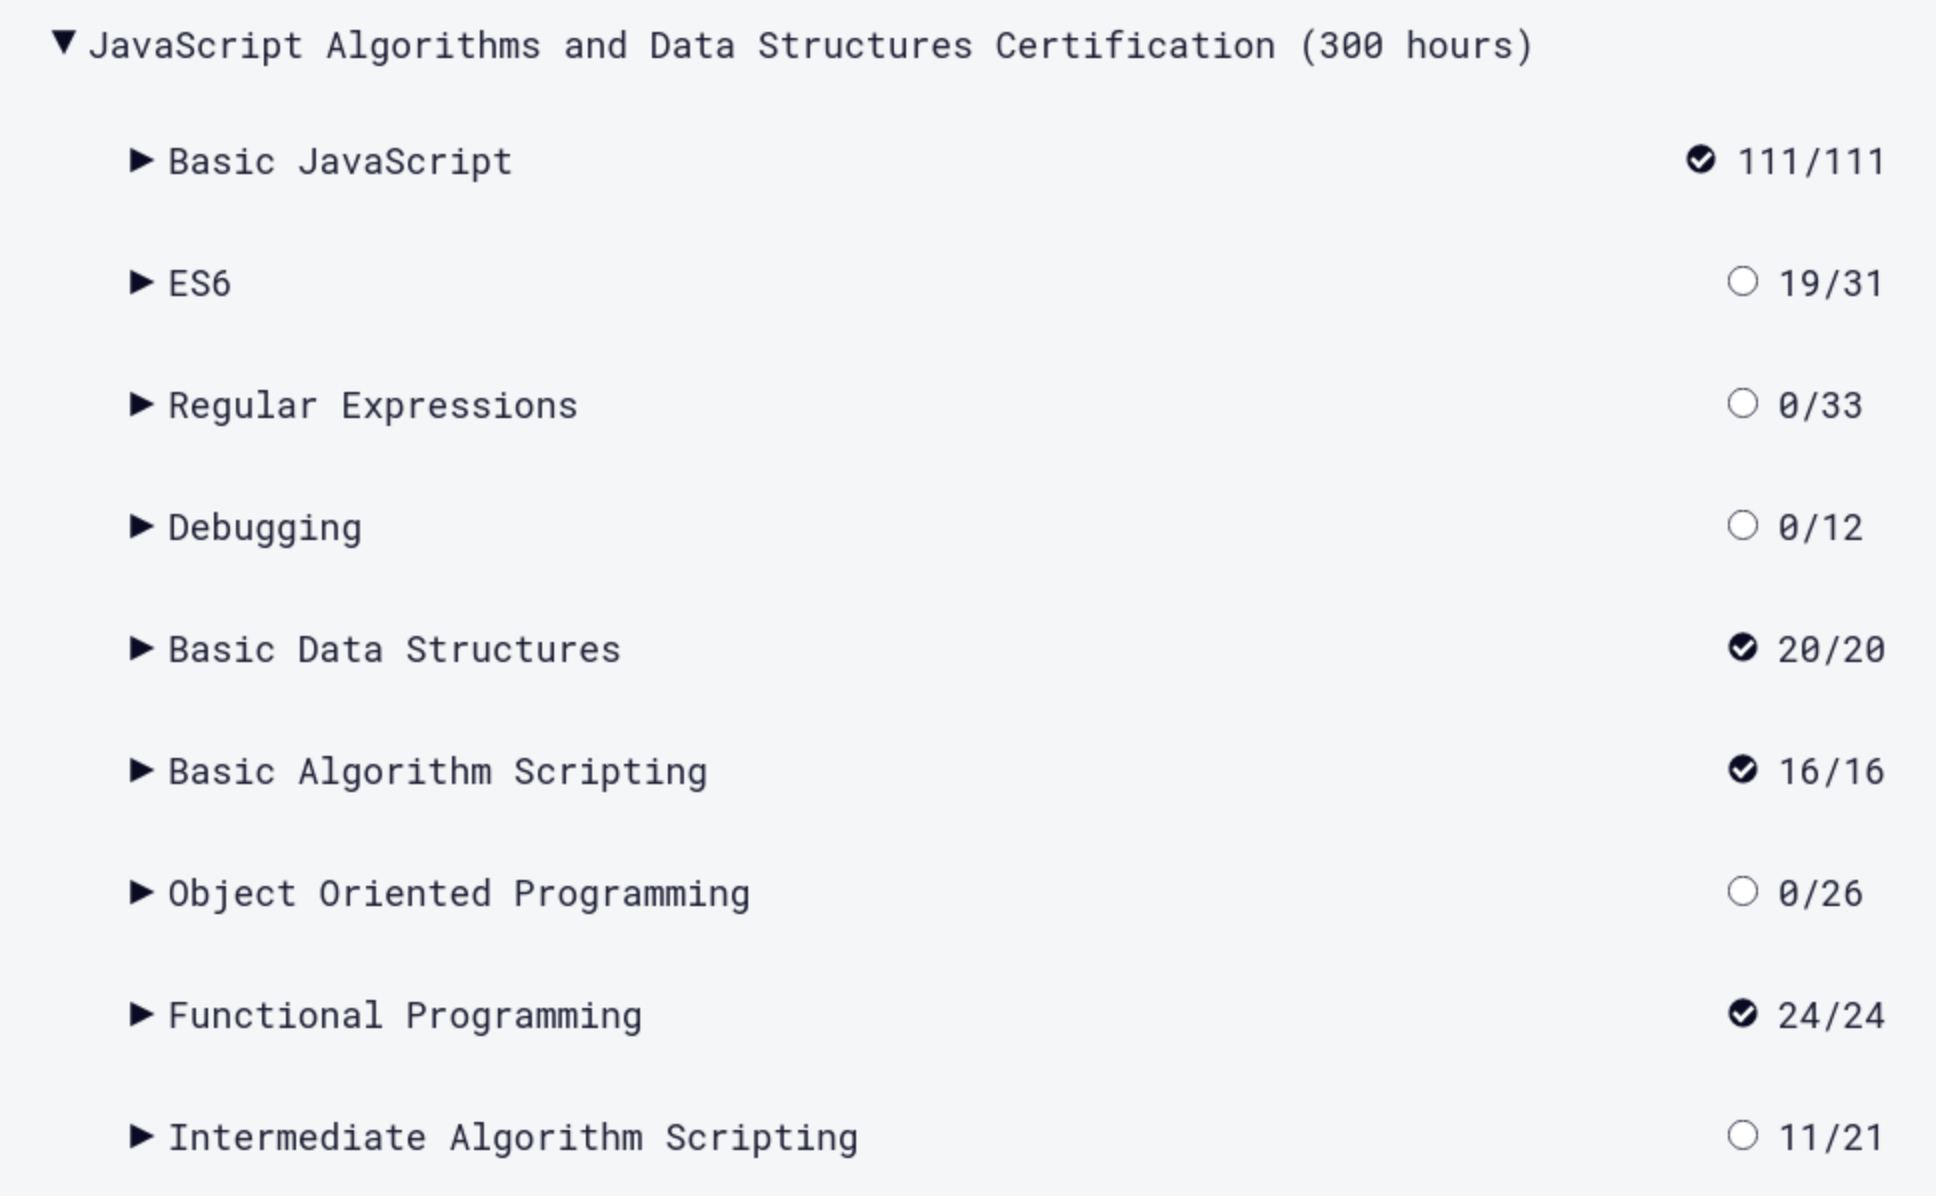 JavaScript Algorithms and Data Structures Certification (300 hours)
Basic JavaScript 111/111
ES6 19/31
Regular Expressions 0/33
Debugging 0/12
Basic Data Structures 20/20
Basic Algorithm Scripting 16/16
Object Oriented Programming 0/26
Functional Programming 24/24
Intermediate Algorithm Scripting 11/21